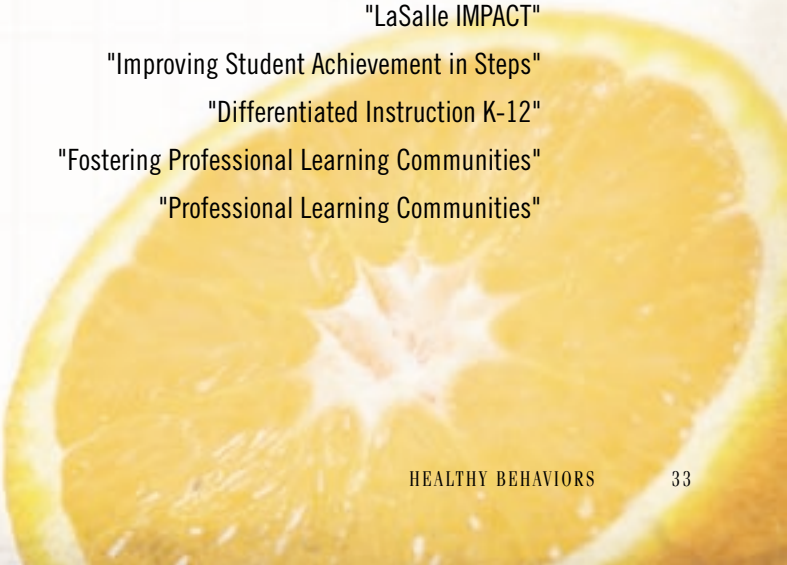 "LaSalle IMPACT"
"Improving Student Achievement in Steps"
"Differentiated Instruction K-12"
"Fostering Professional Learning Communities"
"Professional Learning Communities"
HEALTHY BEHAVIORS 33